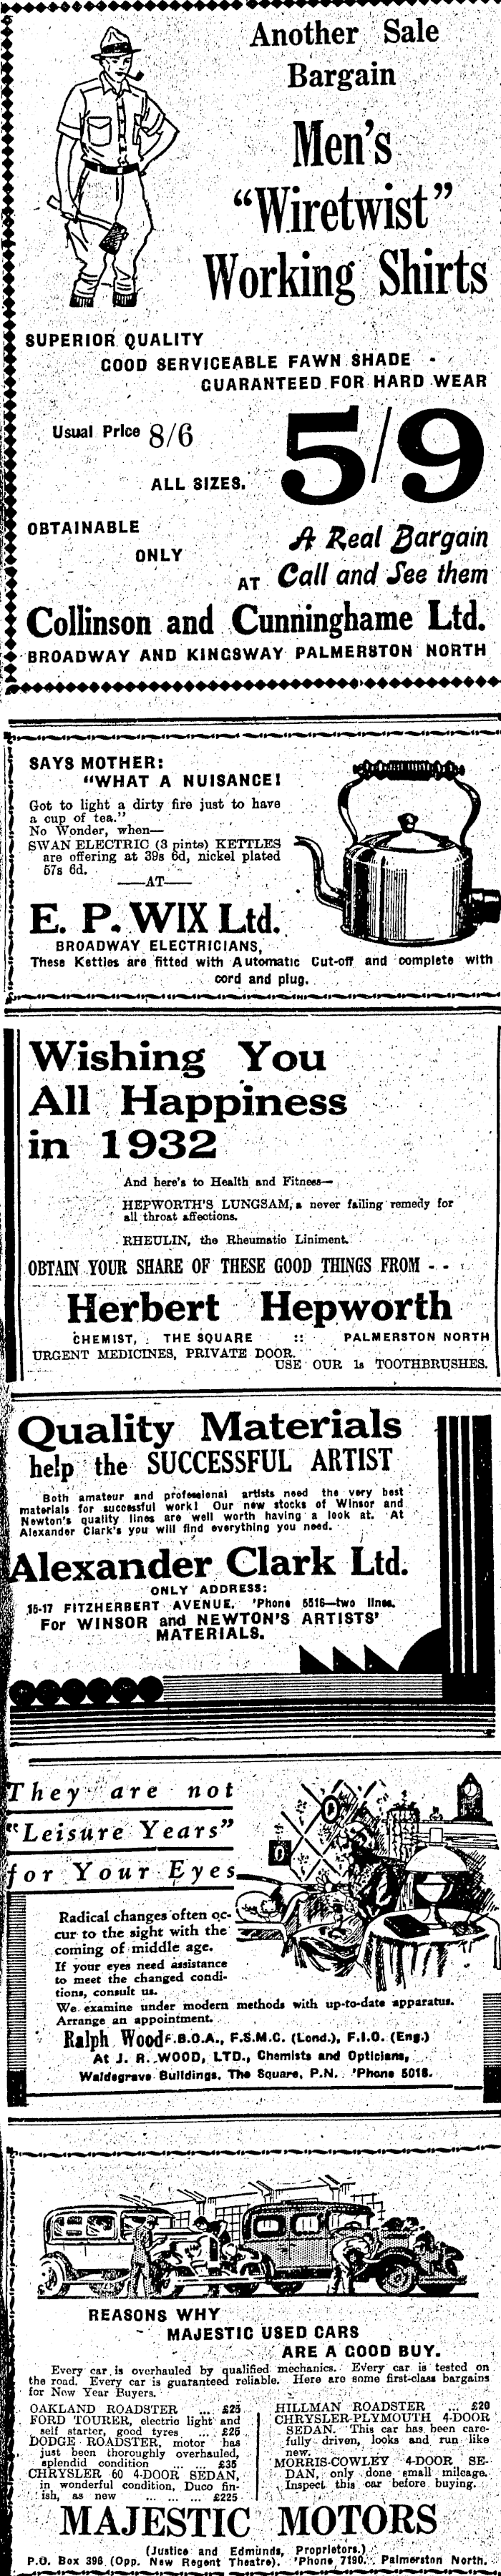 Another Sale
Bargain
Men's
"Wiretwist"
Working Shirts
SUPERIOR QUALITY
GOOD SERVICEABLE FAWN SHADE -
GUARANTEED FOR HARD WEAR
Usual Price 8/6
5/9
ALL SIZES.
OBTAINABLE
ONLY
A Real Bargain
AT Call and See them
Collinson and Cunninghame Ltd.
BROADWAY AND KINGSWAY PALMERSTON NORTH
SAYS MOTHER:
"WHAT A NUISANCE!
Got to light a dirty fire just to have
a cup of tea."
No Wonder, when—
SWAN ELECTRIC (3 pints) KETTLES
are offering at 39s 6d, nickel plated
57s 6d.
—AT—
E. P. WIX Ltd.
BROADWAY ELECTRICIANS,
These Kettles are fitted with Automatic Cut-off and complete with
cord and plug.
Wishing You
All Happiness
in 1932
And here's to Health and Fitness—
HEPWORTH'S LUNGSAM, a never failing remedy for
all throat affections.
RHEULIN, the Rheumatic Liniment.
OBTAIN YOUR SHARE OF THESE GOOD THINGS FROM - -
Herbert Hepworth
CHEMIST, THE SQUARE :: PALMERSTON NORTH
URGENT MEDICINES, PRIVATE DOOR.
USE OUR 1s TOOTHBRUSHES.
Quality Materials
help the SUCCESSFUL ARTIST
Both amateur and professional artists need the very best
materials for successful work! Our new stocks of Winsor and
Newton's quality lines are well worth having a look at. At
Alexander Clark's you will find everything you need.
Alexander Clark Ltd.
ONLY ADDRESS:
15-17 FITZHERBERT AVENUE. 'Phone 5516—two lines.
For WINSOR and NEWTON'S ARTISTS'
MATERIALS.
They are not
"Leisure Years"
for Your Eyes
Radical changes often oc-
cur to the sight with the
coming of middle age.
If your eyes need assistance
to meet the changed condi-
tions, consult us.
We examine under modern methods with up-to-date apparatus.
Arrange an appointment.
Ralph Wood F.B.O.A., F.S.M.C. (Lond.), F.I.O. (Eng.)
At J. R. WOOD, LTD., Chemists and Opticians,
Waldegrave Buildings, The Square, P.N. 'Phone 5018.
REASONS WHY
MAJESTIC USED CARS
ARE A GOOD BUY.
Every car is overhauled by qualified mechanics. Every car is tested on
the road. Every car is guaranteed reliable. Here are some first-class bargains
for New Year Buyers.
OAKLAND ROADSTER ... £25
FORD TOURER, electric light and
self starter, good tyres ... £25
DODGE ROADSTER, motor has
just been thoroughly overhauled,
splendid condition ... £35
CHRYSLER 60 4-DOOR SEDAN,
in wonderful condition, Duco fin-
ish, as new ... ... ... £225
HILLMAN ROADSTER ... £20
CHRYSLER-PLYMOUTH 4-DOOR
SEDAN. This car has been care-
fully driven, looks and run like
new.
MORRIS-COWLEY 4-DOOR SE-
DAN, only done small mileage.
Inspect this car before buying.
MAJESTIC MOTORS
(Justice and Edmunds, Proprietors.)
P.O. Box 396 (Opp. New Regent Theatre). 'Phone 7190. Palmerston North.